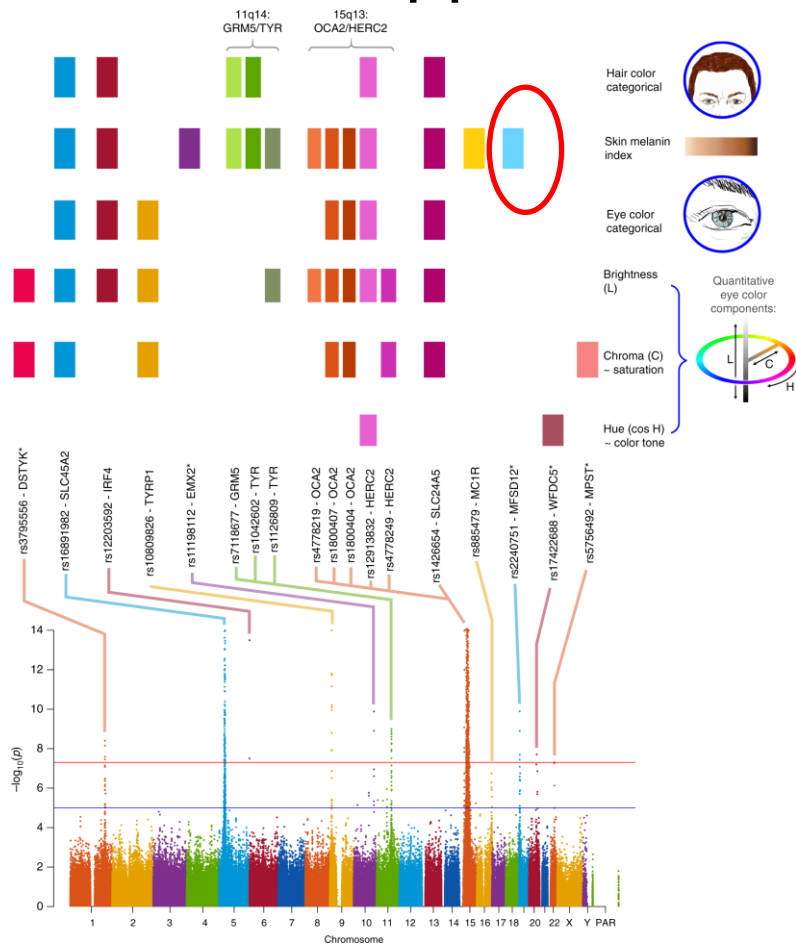 11q14:
GRM5/TYR
15q13:
OCA2/HERC2
Hair color
categorical
Skin melanin
index
Eye color
categorical
Brightness
(L)
Quantitative
eye color
components:
Chroma (C)
~ saturation
L
C
H
Hue (cos H)
~ color tone
rs3795556 - DSTYK*
rs16891982 - SLC45A2
rs12203592 - IRF4
rs10809826 - TYRP1
rs11198112 - EMX2*
rs7118677 - GRM5
rs1042602 - TYR
rs1126809 - TYR
rs4778219 - OCA2
rs1800407 - OCA2
rs1800404 - OCA2
rs12913832 - HERC2
rs4778249 - HERC2
rs1426654 - SLC24A5
rs885479 - MC1R
rs2240751 - MFSD12*
rs17422688 - WFDC5*
rs5756492 - MPST*
14
12
10
8
6
4
2
0
–log10(p)
1 2 3 4 5 6 7 8 9 10 11 12 13 14 15 16 17 18 20 22 X Y PAR
Chromosome